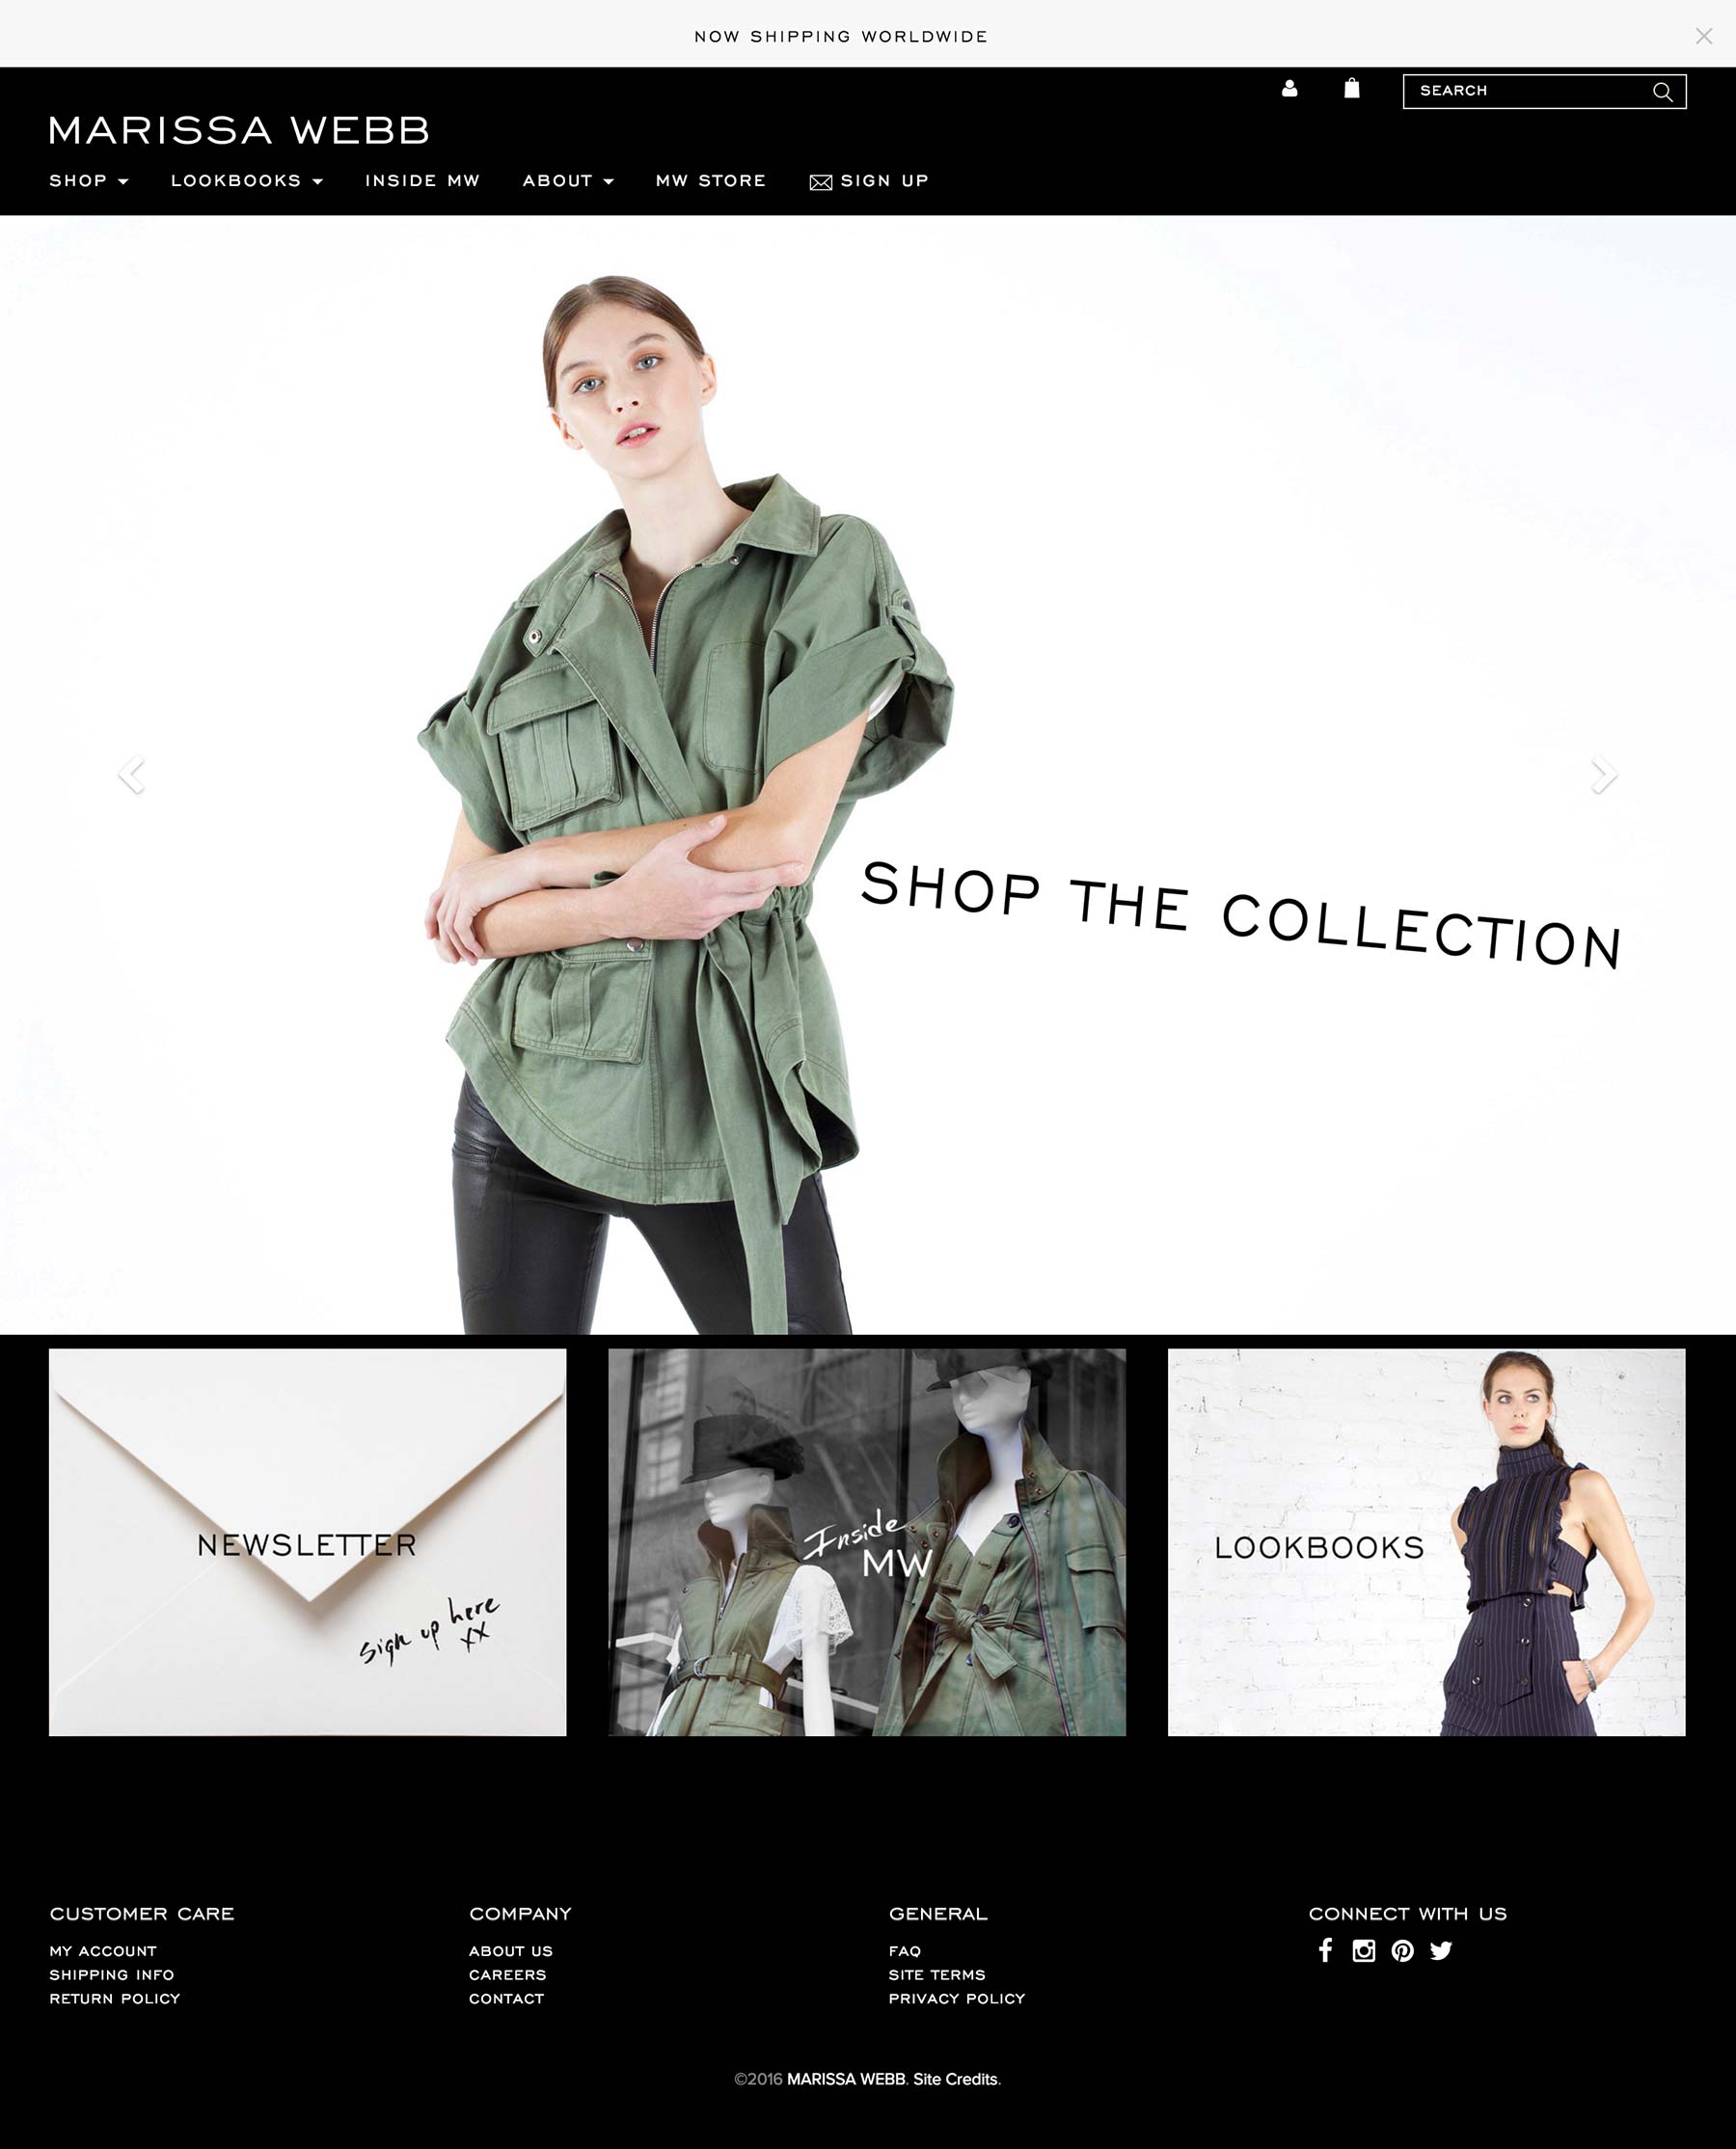 NOW SHIPPING WORLDWIDE
SEARCH
MARISSA WEBB
SHOP LOOKBOOKS INSIDE MW ABOUT MW STORE SIGN UP
SHOP THE COLLECTION
NEWSLETTER
sign up here
xx
Inside
MW
LOOKBOOKS
CUSTOMER CARE
MY ACCOUNT
SHIPPING INFO
RETURN POLICY
COMPANY
ABOUT US
CAREERS
CONTACT
GENERAL
FAQ
SITE TERMS
PRIVACY POLICY
CONNECT WITH US
©2016 MARISSA WEBB. Site Credits.